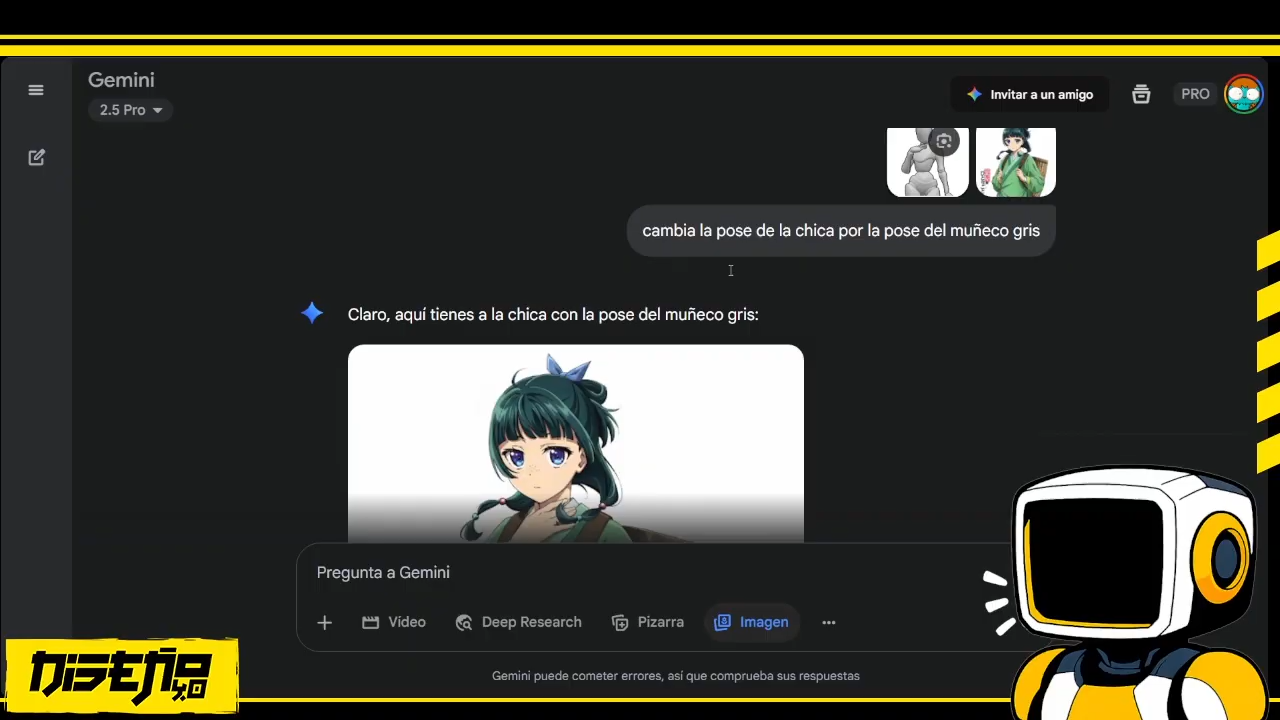 Gemini
2.5 Pro
Invitar a un amigo
PRO
cambia la pose de la chica por la pose del muñeco gris
Claro, aquí tienes a la chica con la pose del muñeco gris:
Pregunta a Gemini
Vídeo
Deep Research
Pizarra
Imagen
Gemini puede cometer errores, así que comprueba sus respuestas